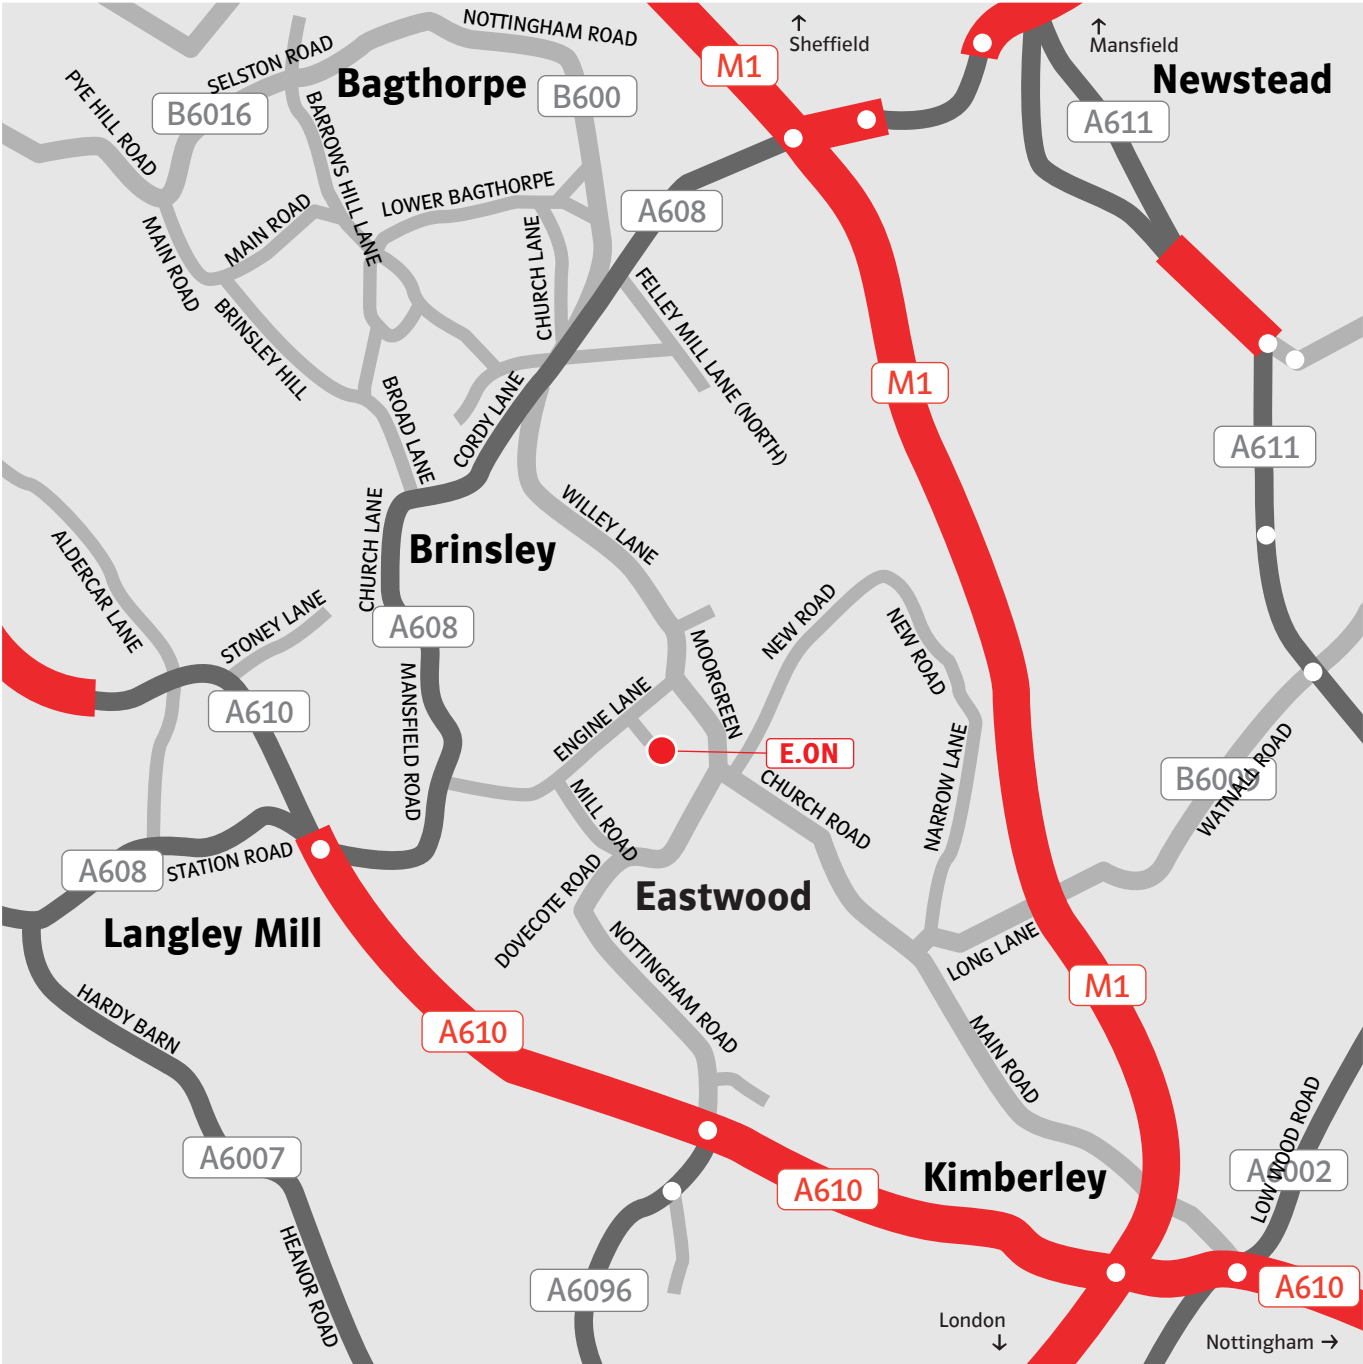 NOTTINGHAM ROAD
↑
Sheffield
↑
Mansfield
SELSTON ROAD
M1
Bagthorpe
Newstead
B600
PYE HILL ROAD
B6016
A611
BARROWS HILL LANE
LOWER BAGTHORPE
A608
MAIN ROAD
MAIN ROAD
CHURCH LANE
FELLEY MILL LANE (NORTH)
BRINSLEY HILL
M1
BROAD LANE
CORDY LANE
A611
CHURCH LANE
WILLEY LANE
Brinsley
ALDERCAR LANE
STONEY LANE
A608
NEW ROAD
NEW ROAD
MOORGREEN
MANSFIELD ROAD
A610
ENGINE LANE
E.ON
NARROW LANE
B6009
WATNALL ROAD
MILL ROAD
CHURCH ROAD
A608
STATION ROAD
Eastwood
DOVECOTE ROAD
Langley Mill
LONG LANE
NOTTINGHAM ROAD
M1
HARDY BARN
A610
MAIN ROAD
LOW WOOD ROAD
A6007
A6002
Kimberley
A610
HEANOR ROAD
A6096
A610
London
↓
Nottingham →